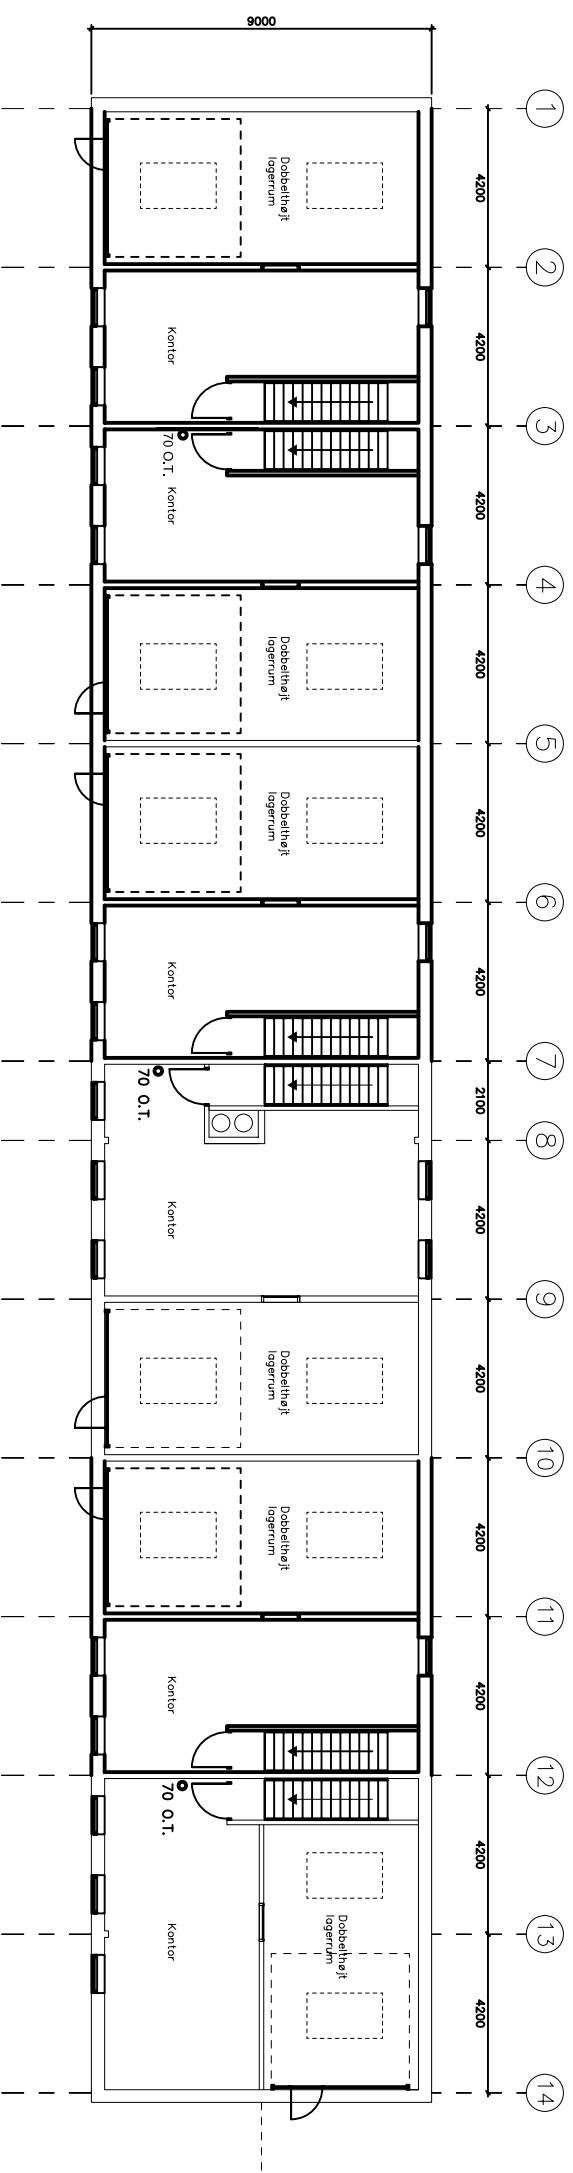 9000
1
4200
Dobbelthøjt
lagerrum
2
4200
Kontor
3
70 O.T.
4200
Kontor
4
4200
Dobbelthøjt
lagerrum
5
4200
Dobbelthøjt
lagerrum
6
4200
Kontor
7
70 O.T.
2100
8
4200
Kontor
9
4200
Dobbelthøjt
lagerrum
10
4200
Dobbelthøjt
lagerrum
11
4200
Kontor
12
70 O.T.
4200
Dobbelthøjt
lagerrum
Kontor
13
4200
14